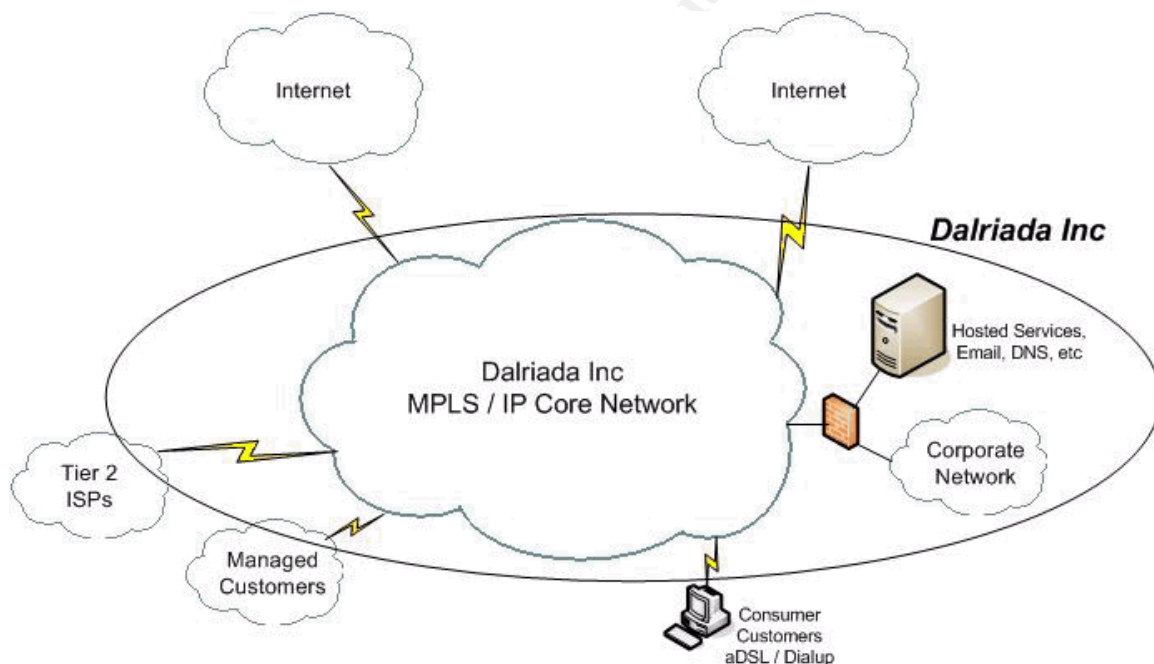 Internet
Internet
Dalriada Inc
Hosted Services,
Email, DNS, etc
Dalriada Inc
MPLS / IP Core Network
Corporate
Network
Tier 2
ISPs
Managed
Customers
Consumer
Customers
aDSL / Dialup